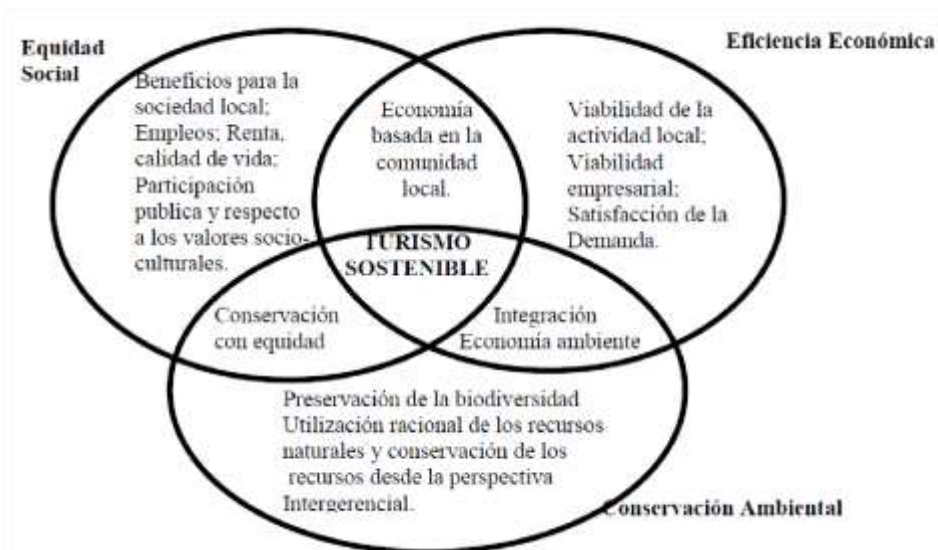 Equidad
Social
Eficiencia Económica
Beneficios para la
sociedad local;
Empleos; Renta,
calidad de vida;
Participación
publica y respecto
a los valores socio-
culturales.
Economía
basada en la
comunidad
local.
Viabilidad de la
actividad local;
Viabilidad
empresarial;
Satisfacción de la
Demanda.
TURISMO
SOSTENIBLE
Conservación
con equidad
Integración
Economía ambiente
Preservación de la biodiversidad
Utilización racional de los recursos
naturales y conservación de los
recursos desde la perspectiva
Intergerencial.
Conservación Ambiental